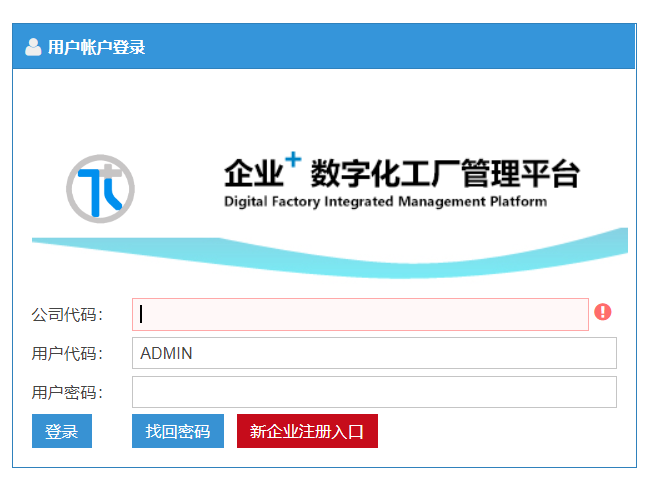 用户帐户登录
企业+ 数字化工厂管理平台
Digital Factory Integrated Management Platform
公司代码：
用户代码： ADMIN
用户密码：
登录 找回密码 新企业注册入口